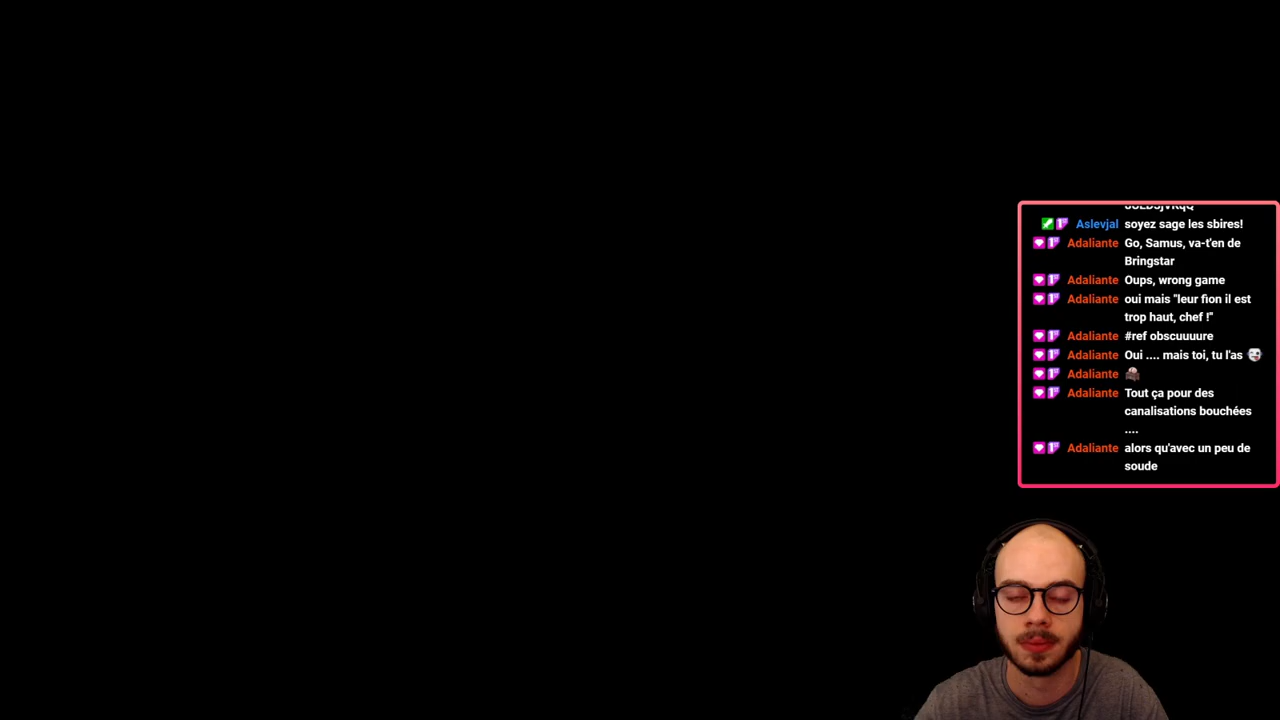 Aslevjal soyez sage les sbires!
Adaliante Go, Samus, va-t'en de
Bringstar
Adaliante Oups, wrong game
Adaliante oui mais "leur fion il est
trop haut, chef !"
Adaliante #ref obscuuuure
Adaliante Oui .... mais toi, tu l'as
Adaliante
Adaliante Tout ça pour des
canalisations bouchées
....
Adaliante alors qu'avec un peu de
soude